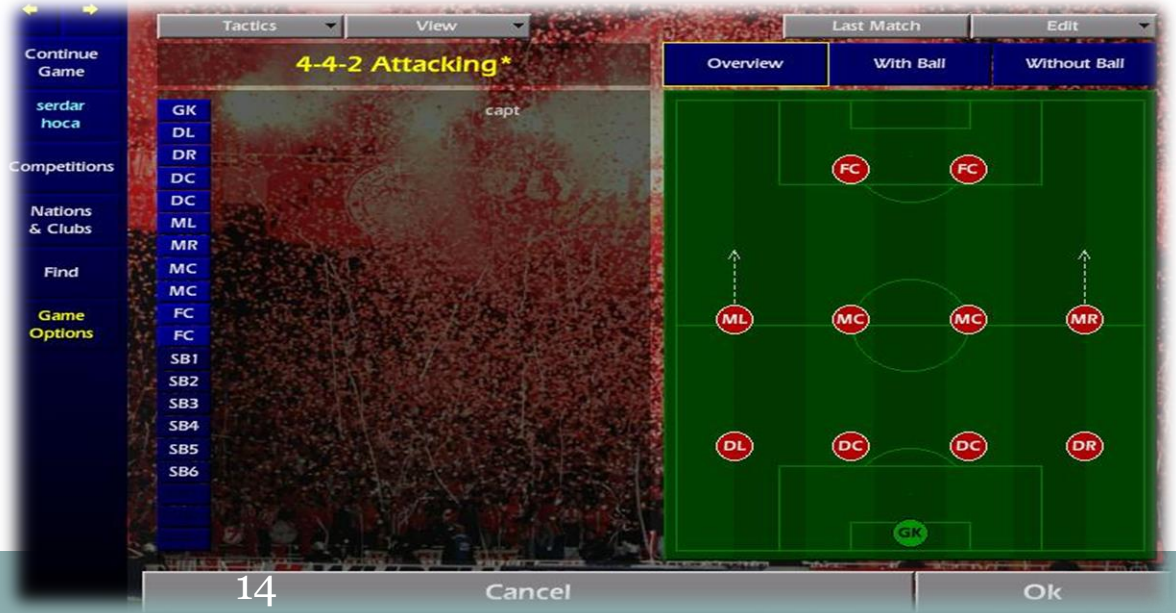 Tactics
View
Last Match
Edit
Continue
Game
serdar
hoca
Competitions
Nations
& Clubs
Find
Game
Options
4-4-2 Attacking*
Overview
With Ball
Without Ball
GK
capt
DL
DR
DC
DC
ML
MR
MC
MC
FC
FC
SB1
SB2
SB3
SB4
SB5
SB6
FC FC
ML MC MC MR
DL DC DC DR
GK
14
Cancel
Ok